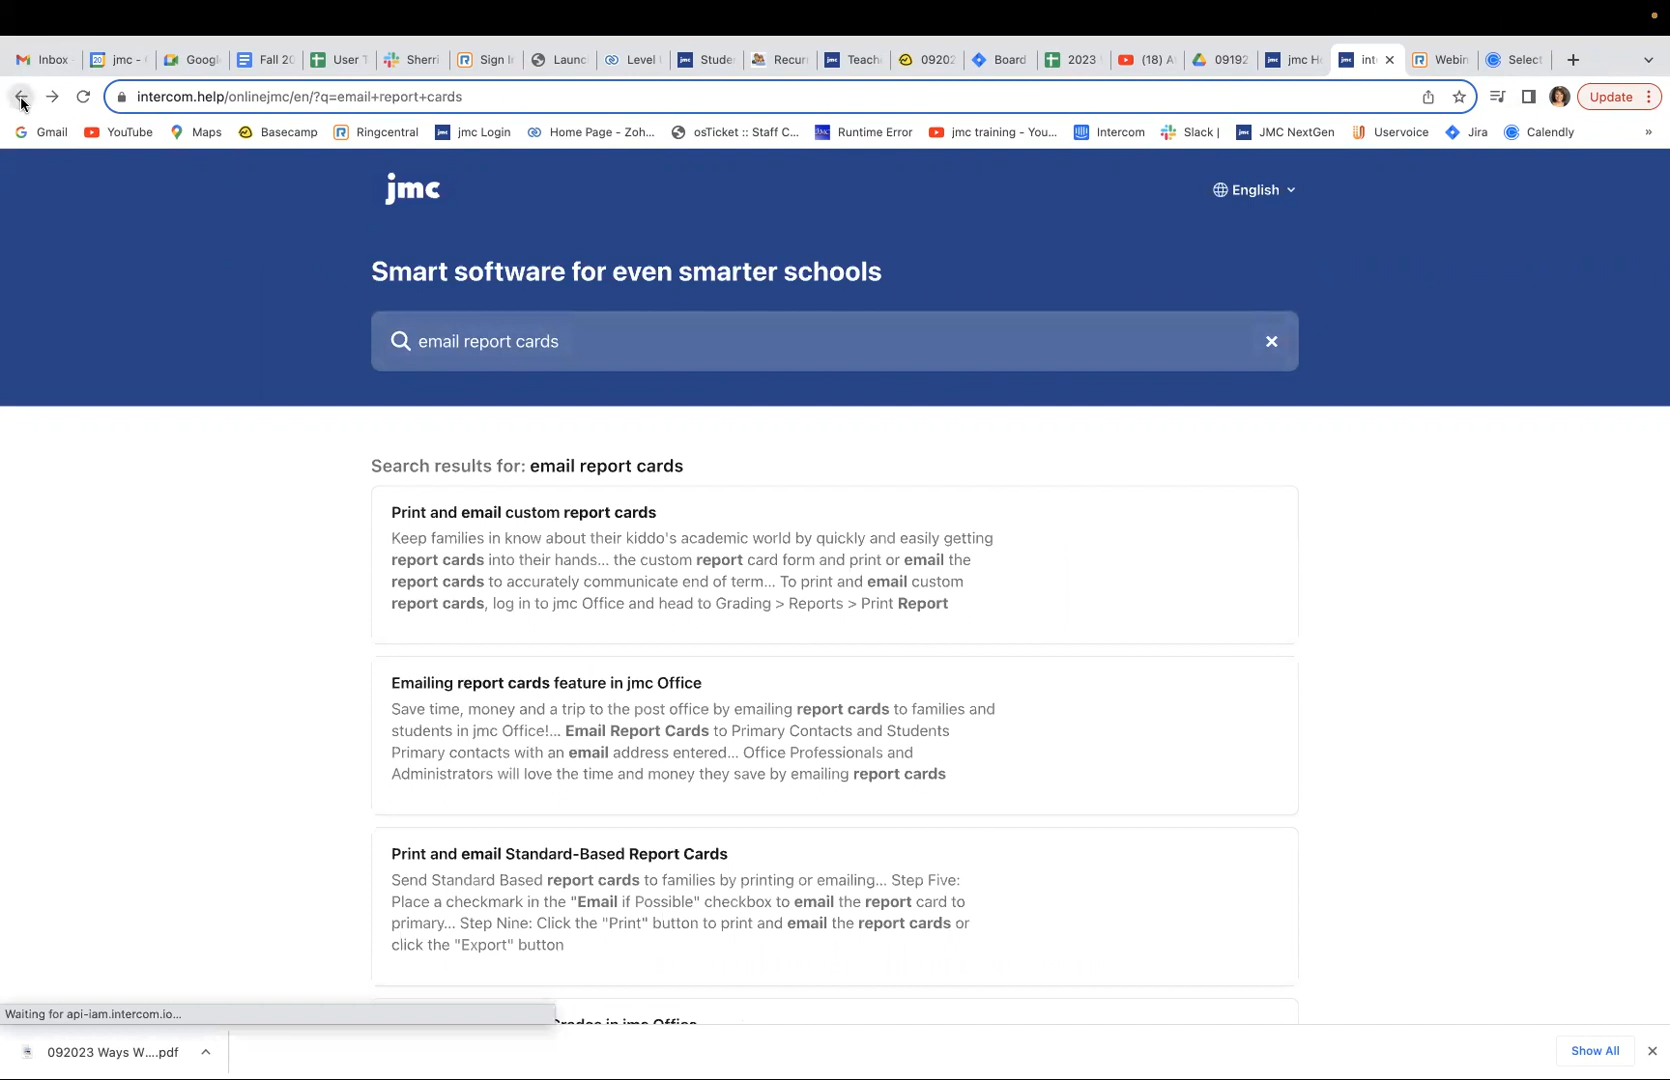 Inbox
jmc -
Googl
Fall 20
User T
Sherri
Sign I
Launc
Level
Stude
Recur
Teach
0920
Board
2023
(18) A
09192
jmc H
int
Webin
Select
intercom.help/onlinejmc/en/?q=email+report+cards
Update
Gmail
YouTube
Maps
Basecamp
Ringcentral
jmc Login
Home Page - Zoh...
osTicket :: Staff C...
Runtime Error
jmc training - You...
Intercom
Slack |
JMC NextGen
Uservoice
Jira
Calendly
»
jmc
English
Smart software for even smarter schools
email report cards
Search results for: email report cards
Print and email custom report cards
Keep families in know about their kiddo's academic world by quickly and easily getting
report cards into their hands... the custom report card form and print or email the
report cards to accurately communicate end of term... To print and email custom
report cards, log in to jmc Office and head to Grading > Reports > Print Report
Emailing report cards feature in jmc Office
Save time, money and a trip to the post office by emailing report cards to families and
students in jmc Office!... Email Report Cards to Primary Contacts and Students
Primary contacts with an email address entered... Office Professionals and
Administrators will love the time and money they save by emailing report cards
Print and email Standard-Based Report Cards
Send Standard Based report cards to families by printing or emailing... Step Five:
Place a checkmark in the "Email if Possible" checkbox to email the report card to
primary... Step Nine: Click the "Print" button to print and email the report cards or
click the "Export" button
Waiting for api-iam.intercom.io...
Grades in jmc Office
092023 Ways W....pdf
Show All